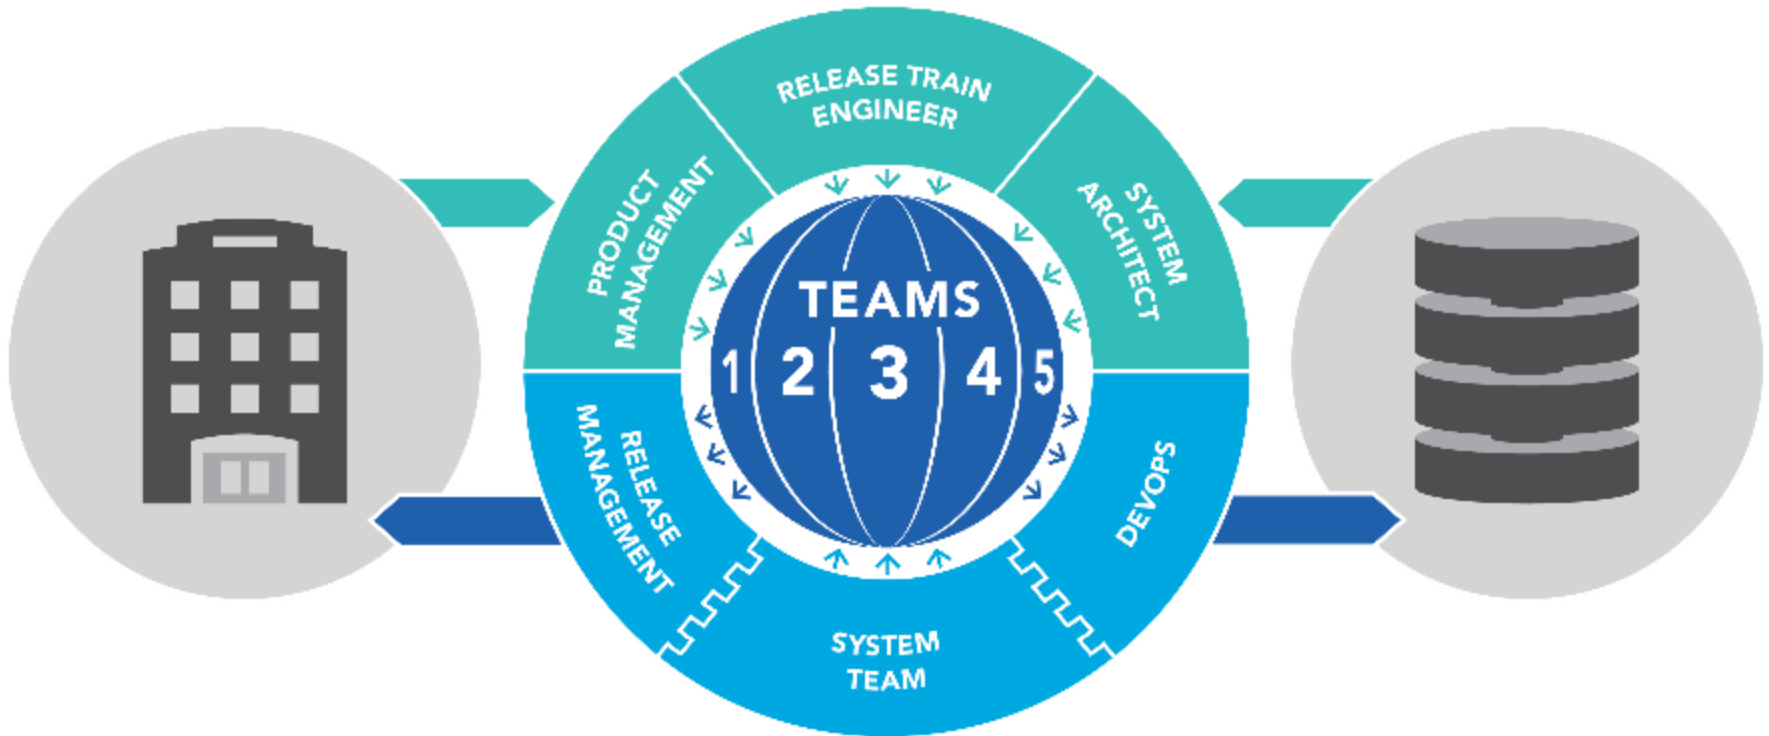 RELEASE TRAIN
ENGINEER
PRODUCT
MANAGEMENT
SYSTEM
ARCHITECT
TEAMS
1 2 3 4 5
RELEASE
MANAGEMENT
DEVOPS
SYSTEM
TEAM